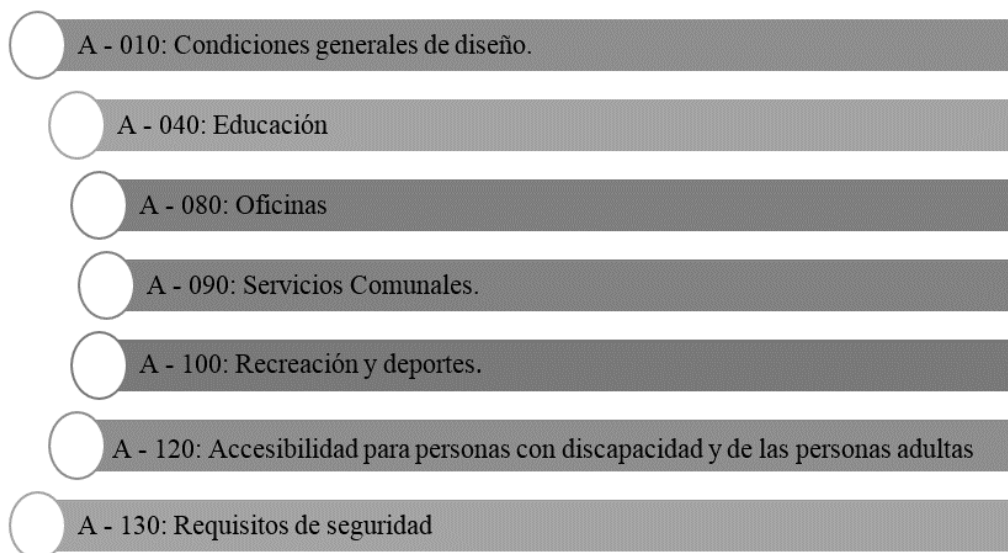 A - 010: Condiciones generales de diseño.
A - 040: Educación
A - 080: Oficinas
A - 090: Servicios Comunales.
A - 100: Recreación y deportes.
A - 120: Accesibilidad para personas con discapacidad y de las personas adultas
A - 130: Requisitos de seguridad